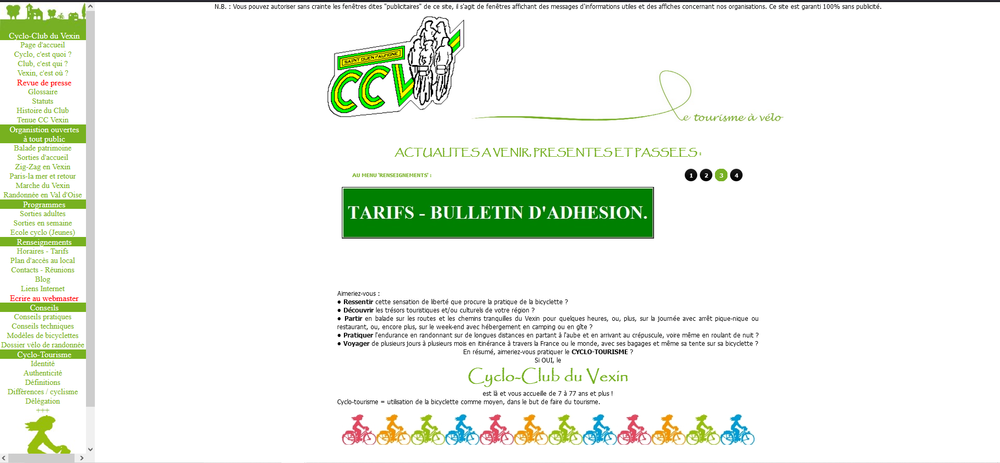 N.B. : Vous pouvez autoriser sans crainte les fenêtres dites "publicitaires" de ce site, il s'agit de fenêtres affichant des messages d'informations utiles et des affiches concernant nos organisations. Ce site est garanti 100% sans publicité.
Cyclo-Club du Vexin
Page d'accueil
Cyclo, c'est quoi ?
Club, c'est qui ?
Vexin, c'est où ?
Revue de presse
Glossaire
Statuts
Histoire du Club
Tenue CC Vexin
Organistion ouvertes
à tout public
Balade patrimoine
Sorties d'accueil
Zig-Zag en Vexin
Paris-la mer et retour
Marche du Vexin
Randonnée en Val d'Oise
Programmes
Sorties adultes
Sorties en semaine
Ecole cyclo (Jeunes)
Renseignements
Horaires - Tarifs
Plan d'accès au local
Contacts - Réunions
Blog
Liens Internet
Ecrire au webmaster
Conseils
Conseils pratiques
Conseils techniques
Modèles de bicyclettes
Dossier vélo de randonnée
Cyclo-Tourisme
Identité
Authenticité
Définitions
Différences / cyclisme
Délégation
+++
SAINT OUEN L'AUMONE
CCV
Le tourisme à vélo
ACTUALITES A VENIR, PRESENTES ET PASSEES :
AU MENU 'RENSEIGNEMENTS' :
1 2 3 4
TARIFS - BULLETIN D'ADHESION.
Aimeriez-vous :
● Ressentir cette sensation de liberté que procure la pratique de la bicyclette ?
● Découvrir les trésors touristiques et/ou culturels de votre région ?
● Partir en balade sur les routes et les chemins tranquilles du Vexin pour quelques heures, ou, plus, sur la journée avec arrêt pique-nique ou
restaurant, ou, encore plus, sur le week-end avec hébergement en camping ou en gîte ?
● Pratiquer l'endurance en randonnant sur de longues distances en partant à l'aube et en arrivant au crépuscule, voire même en roulant de nuit ?
● Voyager de plusieurs jours à plusieurs mois en itinérance à travers la France ou le monde, avec ses bagages et même sa tente sur sa bicyclette ?
En résumé, aimeriez-vous pratiquer le CYCLO-TOURISME ?
Si OUI, le
Cyclo-Club du Vexin
est là et vous accueille de 7 à 77 ans et plus !
Cyclo-tourisme = utilisation de la bicyclette comme moyen, dans le but de faire du tourisme.